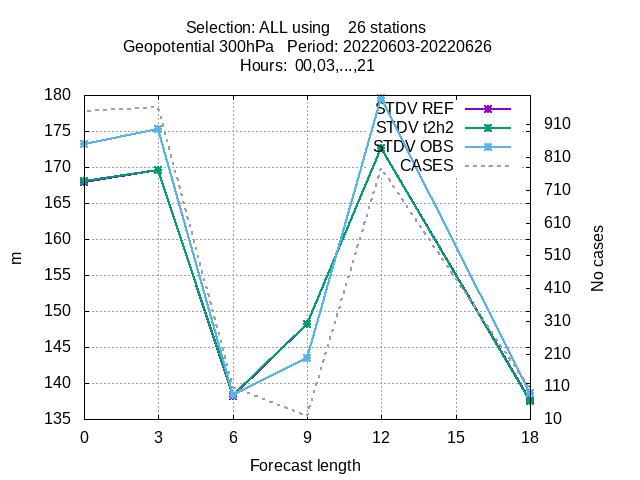 Selection: ALL using    26 stations
Geopotential 300hPa   Period: 20220603-20220626
Hours:  00,03,...,21
STDV REF
STDV t2h2
STDV OBS
CASES
180
175
170
165
160
155
150
145
140
135
m
910
810
710
610
510
410
310
210
110
10
No cases
0 3 6 9 12 15 18
Forecast length